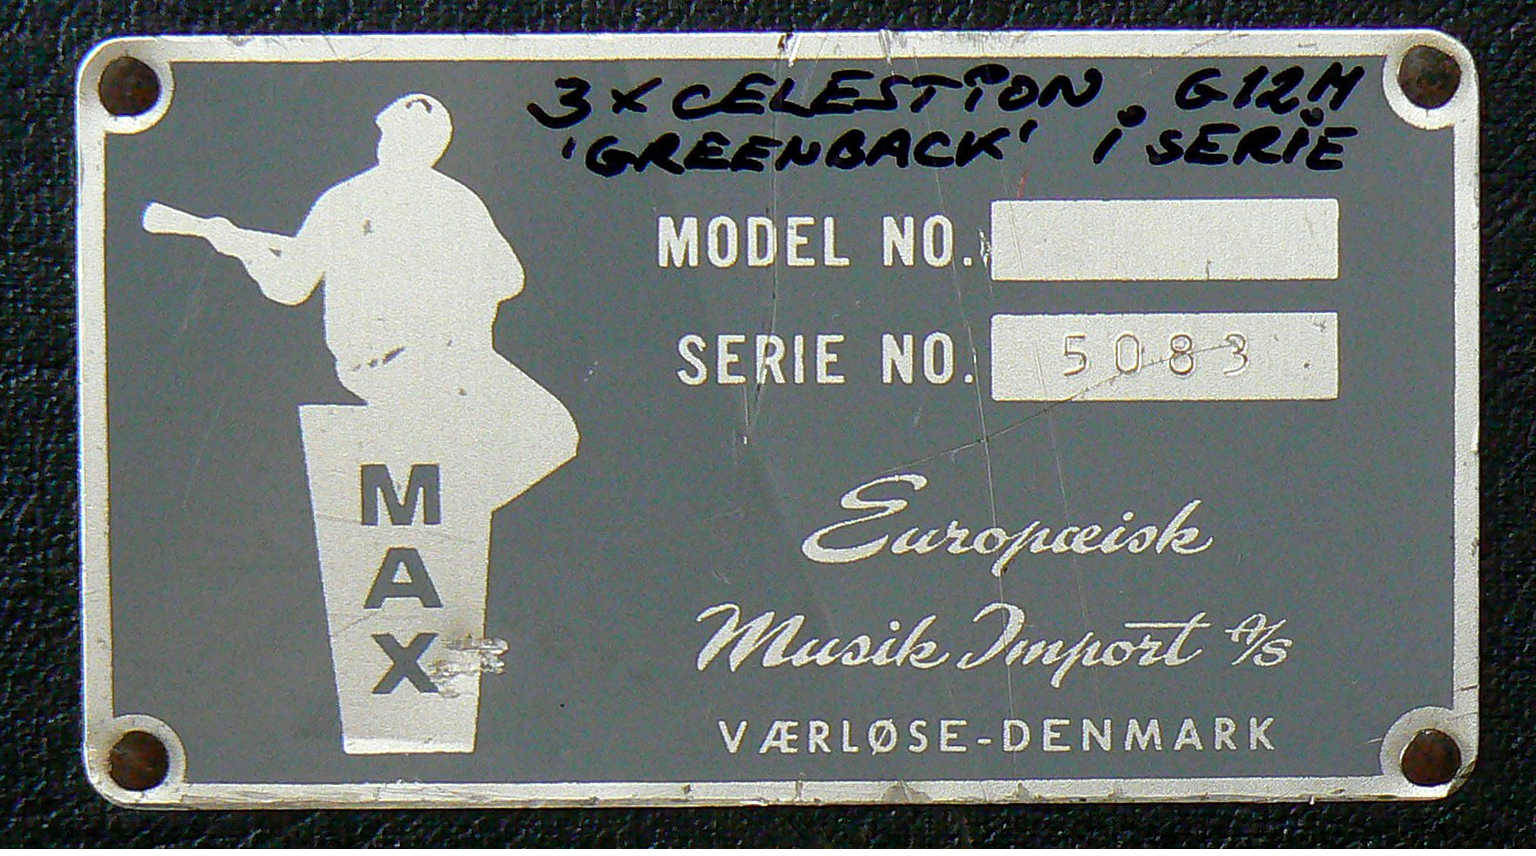 3 x CELESTION G12M
'GREENBACK' i SERIE
MODEL NO.
SERIE NO. 5083
MAX
Europæisk
Musik Import A/S
VÆRLØSE-DENMARK